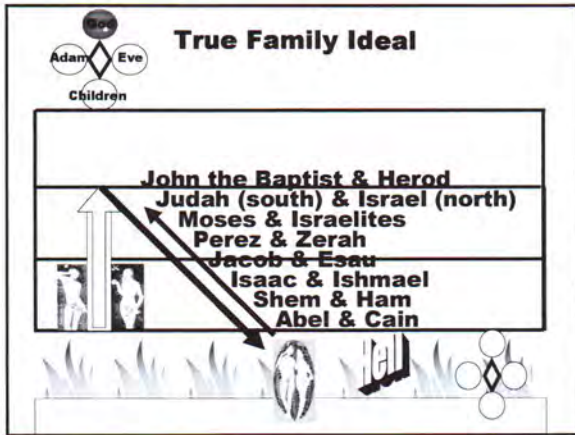 God
True Family Ideal
Adam Eve
Children
John the Baptist & Herod
Judah (south) & Israel (north)
Moses & Israelites
Perez & Zerah
Jacob & Esau
Isaac & Ishmael
Shem & Ham
Abel & Cain
Hell